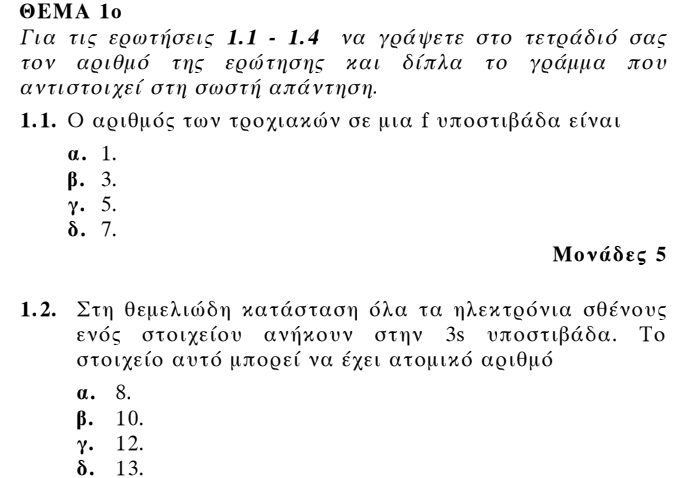 ΘΕΜΑ 1ο
Για τις ερωτήσεις 1.1 - 1.4 να γράψετε στο τετράδιό σας
τον αριθμό της ερώτησης και δίπλα το γράμμα που
αντιστοιχεί στη σωστή απάντηση.
1.1. Ο αριθμός των τροχιακών σε μια f υποστιβάδα είναι
α. 1.
β. 3.
γ. 5.
δ. 7.
Μονάδες 5
1.2. Στη θεμελιώδη κατάσταση όλα τα ηλεκτρόνια σθένους
ενός στοιχείου ανήκουν στην 3s υποστιβάδα. Το
στοιχείο αυτό μπορεί να έχει ατομικό αριθμό
α. 8.
β. 10.
γ. 12.
δ. 13.